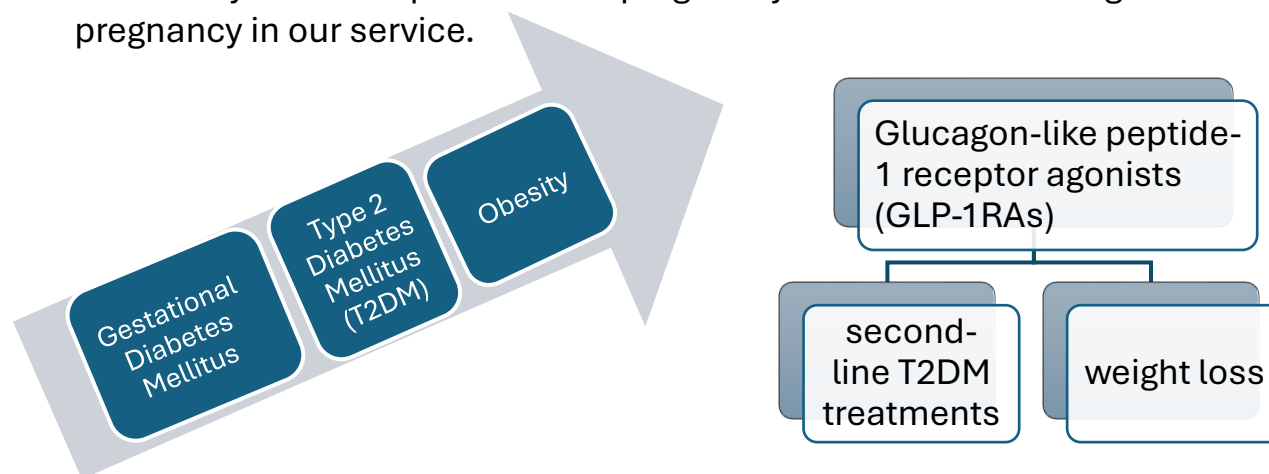 pregnancy in our service.
Gestational
Diabetes
Mellitus
Type 2
Diabetes
Mellitus
(T2DM)
Obesity
Glucagon-like peptide-
1 receptor agonists
(GLP-1RAs)
second-
line T2DM
treatments
weight loss